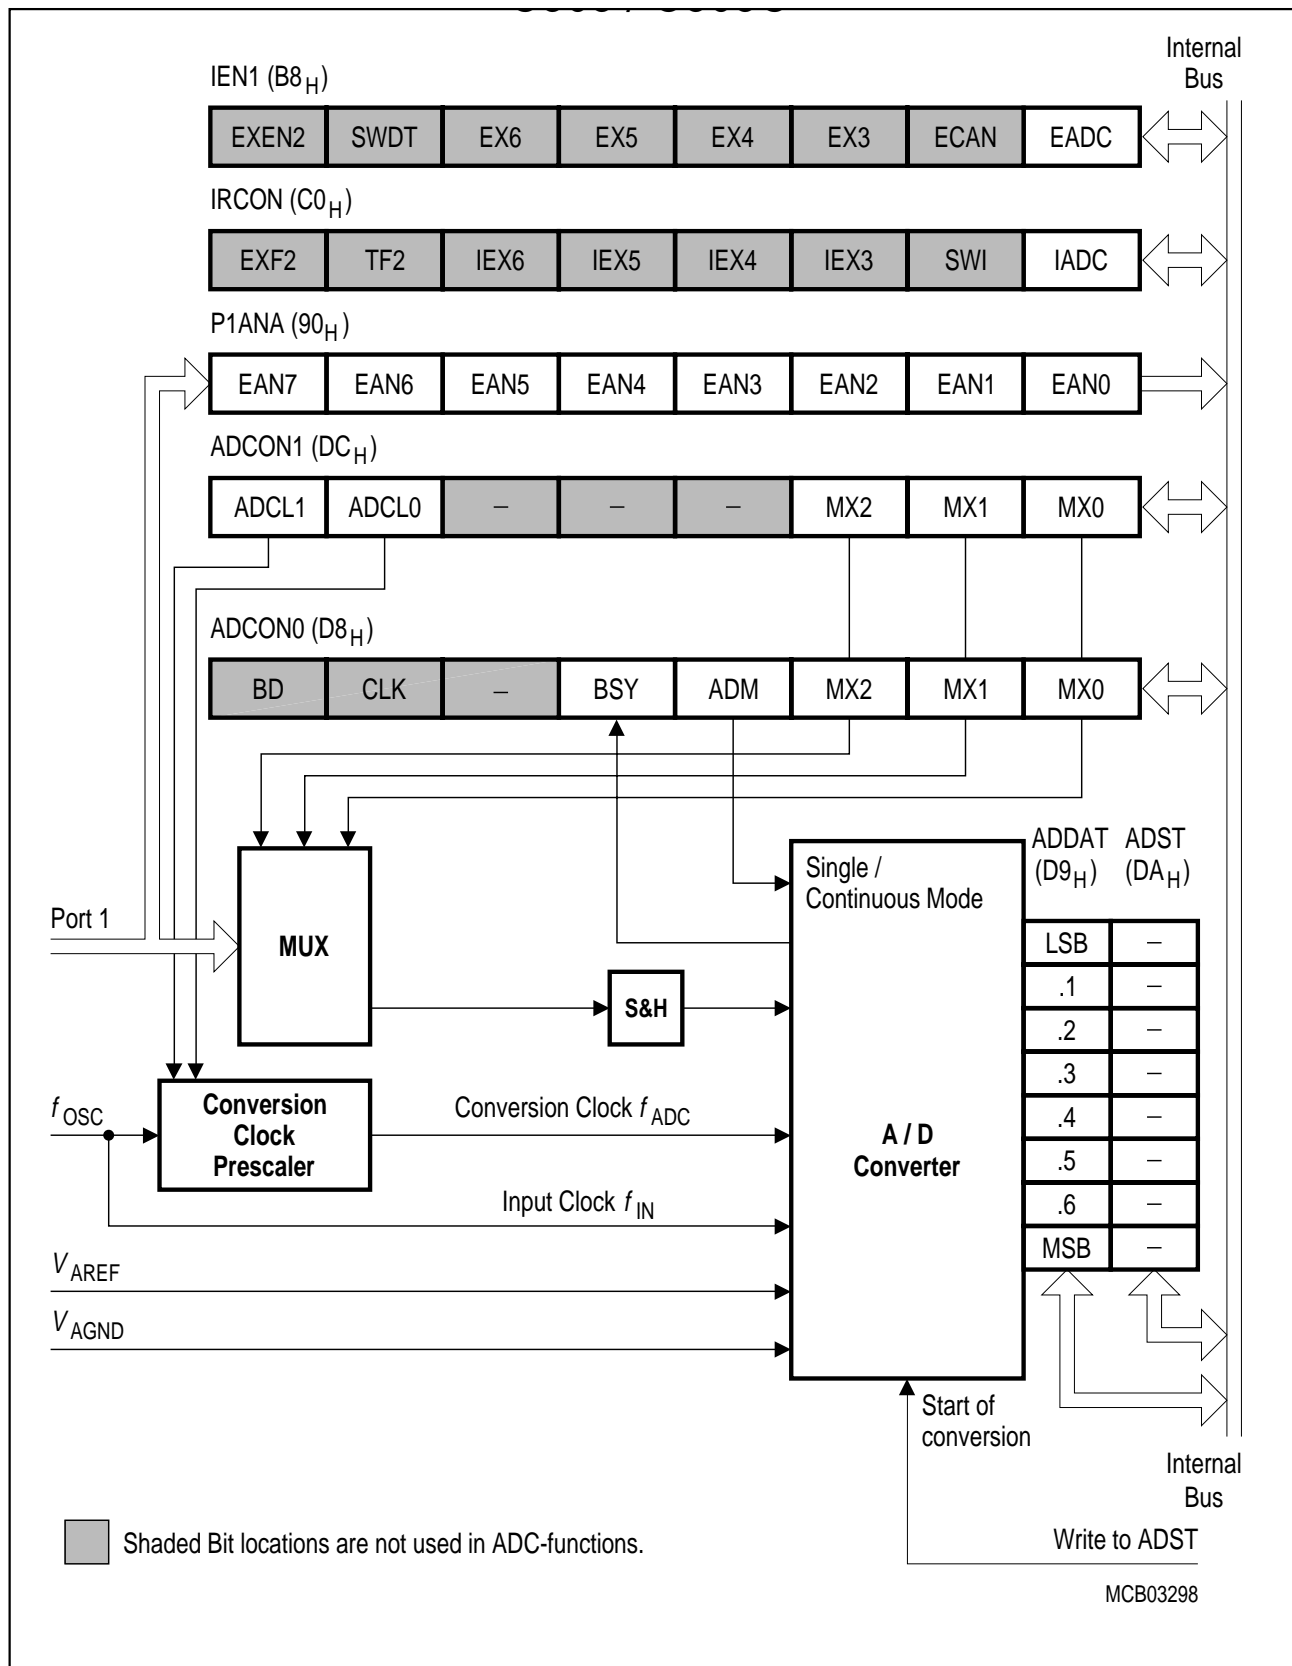 Internal
Bus
IEN1 (B8H)
EXEN2 SWDT EX6 EX5 EX4 EX3 ECAN EADC
IRCON (C0H)
EXF2 TF2 IEX6 IEX5 IEX4 IEX3 SWI IADC
P1ANA (90H)
EAN7 EAN6 EAN5 EAN4 EAN3 EAN2 EAN1 EAN0
ADCON1 (DCH)
ADCL1 ADCL0 – – – MX2 MX1 MX0
ADCON0 (D8H)
BD CLK – BSY ADM MX2 MX1 MX0
ADDAT ADST
(D9H) (DAH)
Single /
Continuous Mode
Port 1
MUX
S&H
LSB –
.1 –
.2 –
.3 –
.4 –
.5 –
.6 –
MSB –
fOSC
Conversion
Clock
Prescaler
Conversion Clock fADC
A / D
Converter
Input Clock fIN
VAREF
VAGND
Start of
conversion
Internal
Bus
Shaded Bit locations are not used in ADC-functions.
Write to ADST
MCB03298